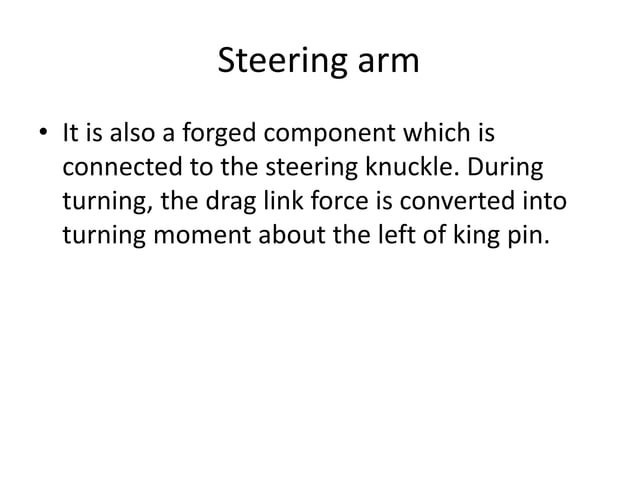 Steering arm
• It is also a forged component which is
connected to the steering knuckle. During
turning, the drag link force is converted into
turning moment about the left of king pin.